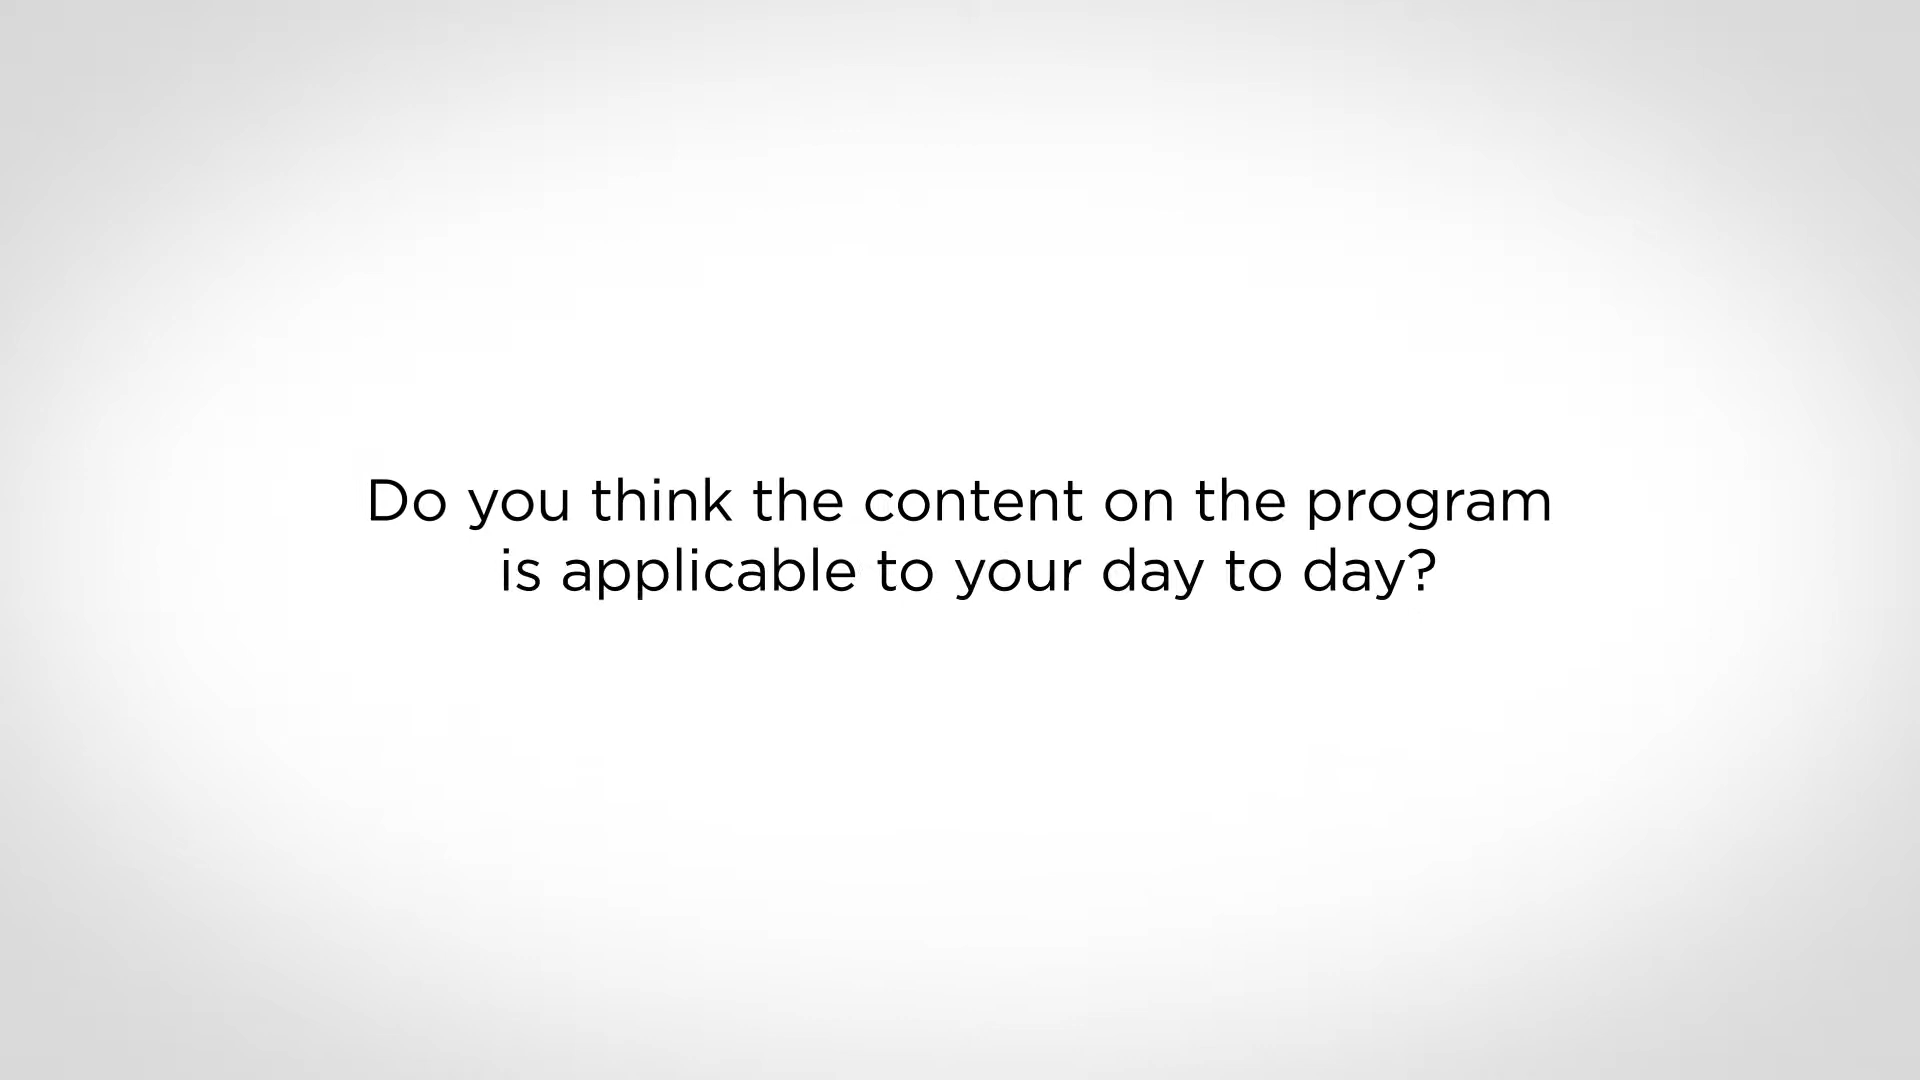 Do you think the content on the program
is applicable to your day to day?